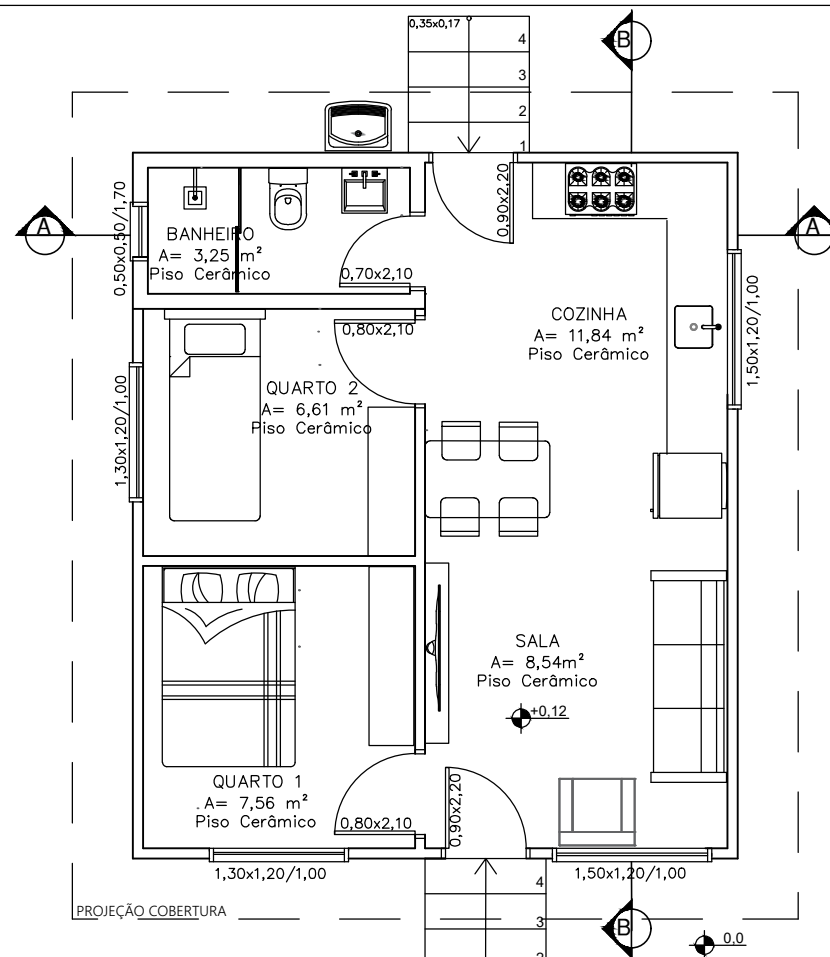 0,35x0,17
4
3
2
1
B
A
A
0,50x0,50/1,70
BANHEIRO
A= 3,25 m²
Piso Cerâmico
0,70x2,10
0,90x2,20
0,80x2,10
COZINHA
A= 11,84 m²
Piso Cerâmico
1,50x1,20/1,00
QUARTO 2
A= 6,61 m²
Piso Cerâmico
1,30x1,20/1,00
SALA
A= 8,54m²
Piso Cerâmico
+0,12
QUARTO 1
A= 7,56 m²
Piso Cerâmico
0,80x2,10
0,90x2,20
1,30x1,20/1,00
1,50x1,20/1,00
4
3
PROJEÇÃO COBERTURA
B
0,0